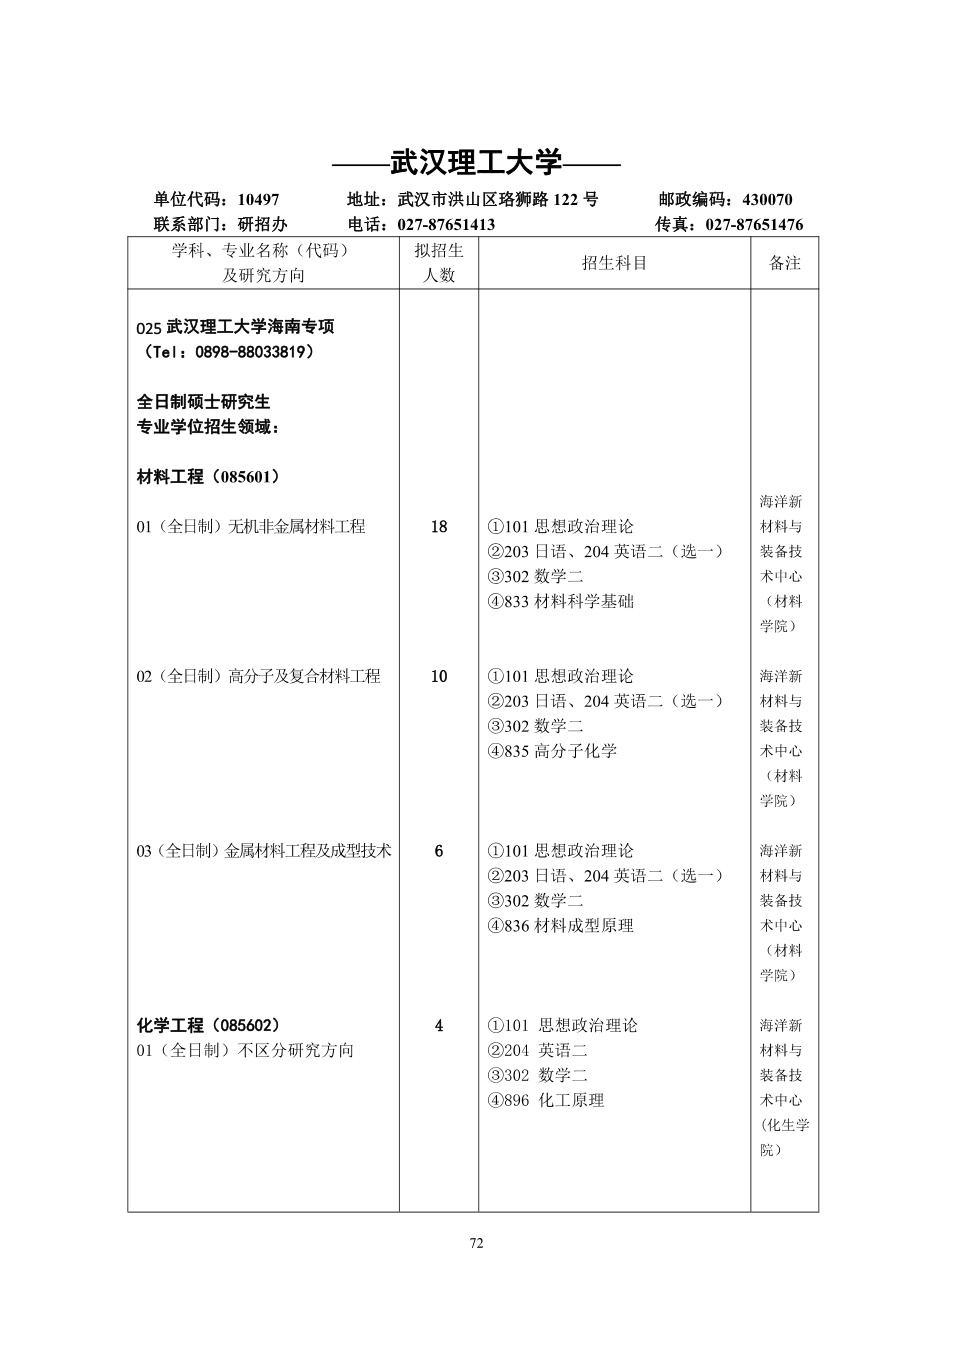 ——武汉理工大学——
单位代码：10497 地址：武汉市洪山区珞狮路 122 号 邮政编码：430070
联系部门：研招办 电话：027-87651413 传真：027-87651476
学科、专业名称（代码）
及研究方向
拟招生
人数
招生科目
备注
025 武汉理工大学海南专项
（Tel：0898-88033819）
全日制硕士研究生
专业学位招生领域：
材料工程（085601）
01（全日制）无机非金属材料工程
18
①101 思想政治理论
②203 日语、204 英语二（选一）
③302 数学二
④833 材料科学基础
海洋新
材料与
装备技
术中心
（材料
学院）
02（全日制）高分子及复合材料工程
10
①101 思想政治理论
②203 日语、204 英语二（选一）
③302 数学二
④835 高分子化学
海洋新
材料与
装备技
术中心
（材料
学院）
03（全日制）金属材料工程及成型技术
6
①101 思想政治理论
②203 日语、204 英语二（选一）
③302 数学二
④836 材料成型原理
海洋新
材料与
装备技
术中心
（材料
学院）
化学工程（085602）
01（全日制）不区分研究方向
4
①101 思想政治理论
②204 英语二
③302 数学二
④896 化工原理
海洋新
材料与
装备技
术中心
(化生学
院）
72